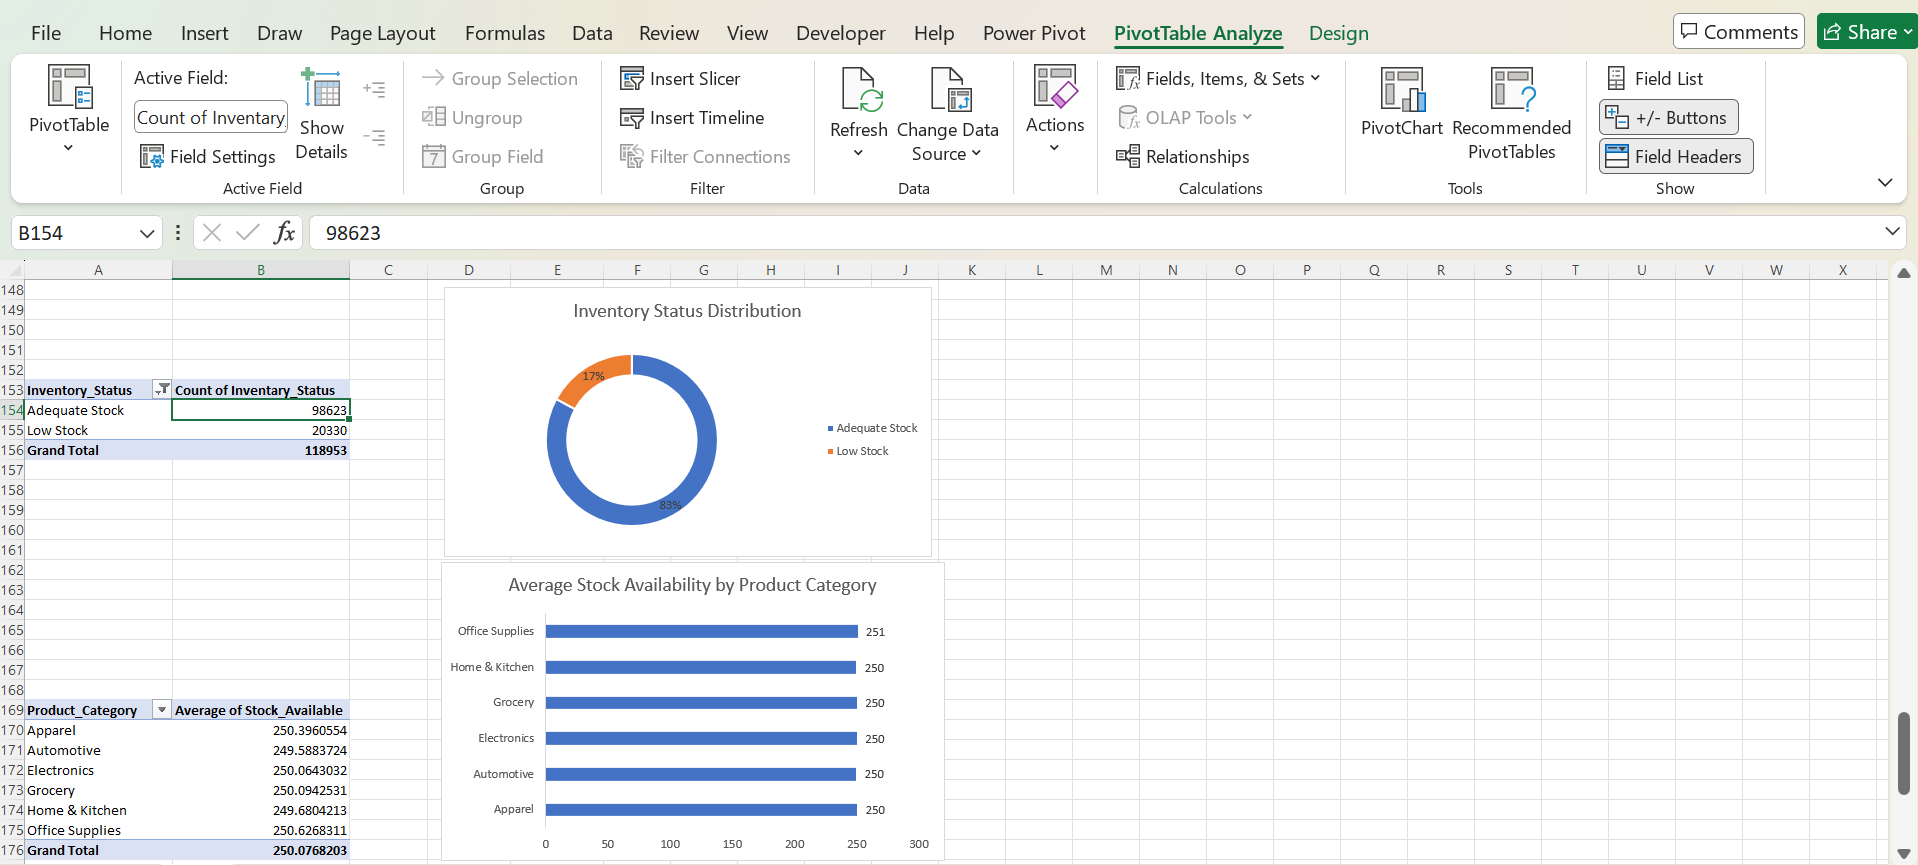 File Home Insert Draw Page Layout Formulas Data Review View Developer Help Power Pivot PivotTable Analyze Design Comments Share
PivotTable
Active Field:
Count of Inventary
Field Settings
Show
Details
Active Field
Group Selection
Ungroup
7 Group Field
Group
Insert Slicer
Insert Timeline
Filter Connections
Filter
Refresh
Change Data
Source
Data
Actions
Fields, Items, & Sets
OLAP Tools
Relationships
Calculations
PivotChart
Recommended
PivotTables
Tools
Field List
+/- Buttons
Field Headers
Show
B154 fx 98623
A B C D E F G H I J K L M N O P Q R S T U V W X
148
149
150
151
152
153 Inventory_Status Count of Inventary_Status
154 Adequate Stock 98623
155 Low Stock 20330
156 Grand Total 118953
157
158
159
160
161
162
163
164
165
166
167
168
169 Product_Category Average of Stock_Available
170 Apparel 250.3960554
171 Automotive 249.5883724
172 Electronics 250.0643032
173 Grocery 250.0942531
174 Home & Kitchen 249.6804213
175 Office Supplies 250.6268311
176 Grand Total 250.0768203
Inventory Status Distribution
17%
83%
Adequate Stock
Low Stock
Average Stock Availability by Product Category
Office Supplies 251
Home & Kitchen 250
Grocery 250
Electronics 250
Automotive 250
Apparel 250
0 50 100 150 200 250 300